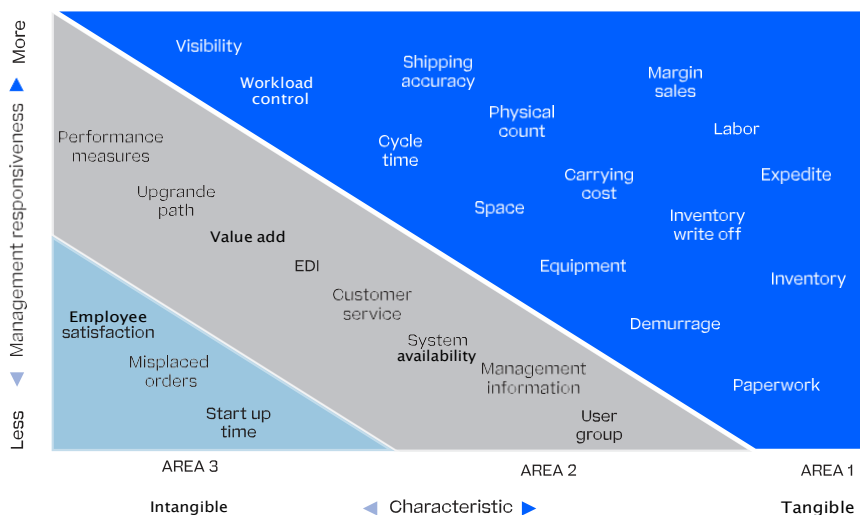 More
Management responsiveness
Less
Visibility
Workload
control
Shipping
accuracy
Margin
sales
Physical
count
Labor
Cycle
time
Performance
measures
Carrying
cost
Expedite
Upgrande
path
Space
Inventory
write off
Value add
EDI
Equipment
Inventory
Customer
service
Demurrage
Employee
satisfaction
System
availability
Misplaced
orders
Management
information
Paperwork
Start up
time
User
group
AREA 3
AREA 2
AREA 1
Intangible
Characteristic
Tangible